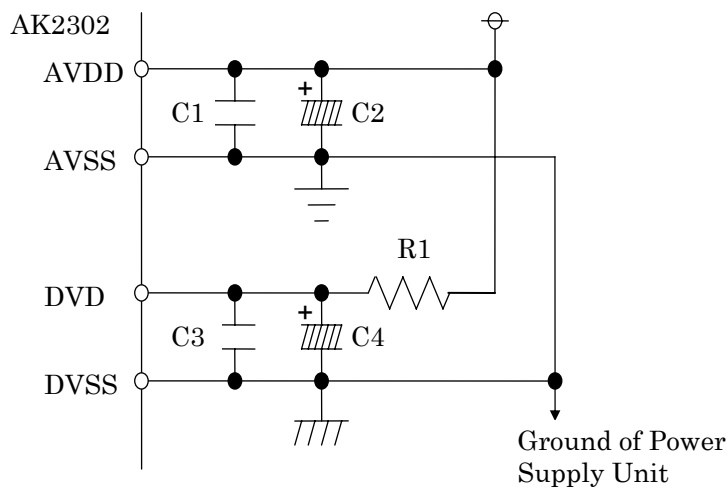 AK2302
AVDD
+
C1
C2
AVSS
R1
DVD
+
C3
C4
DVSS
Ground of Power
Supply Unit